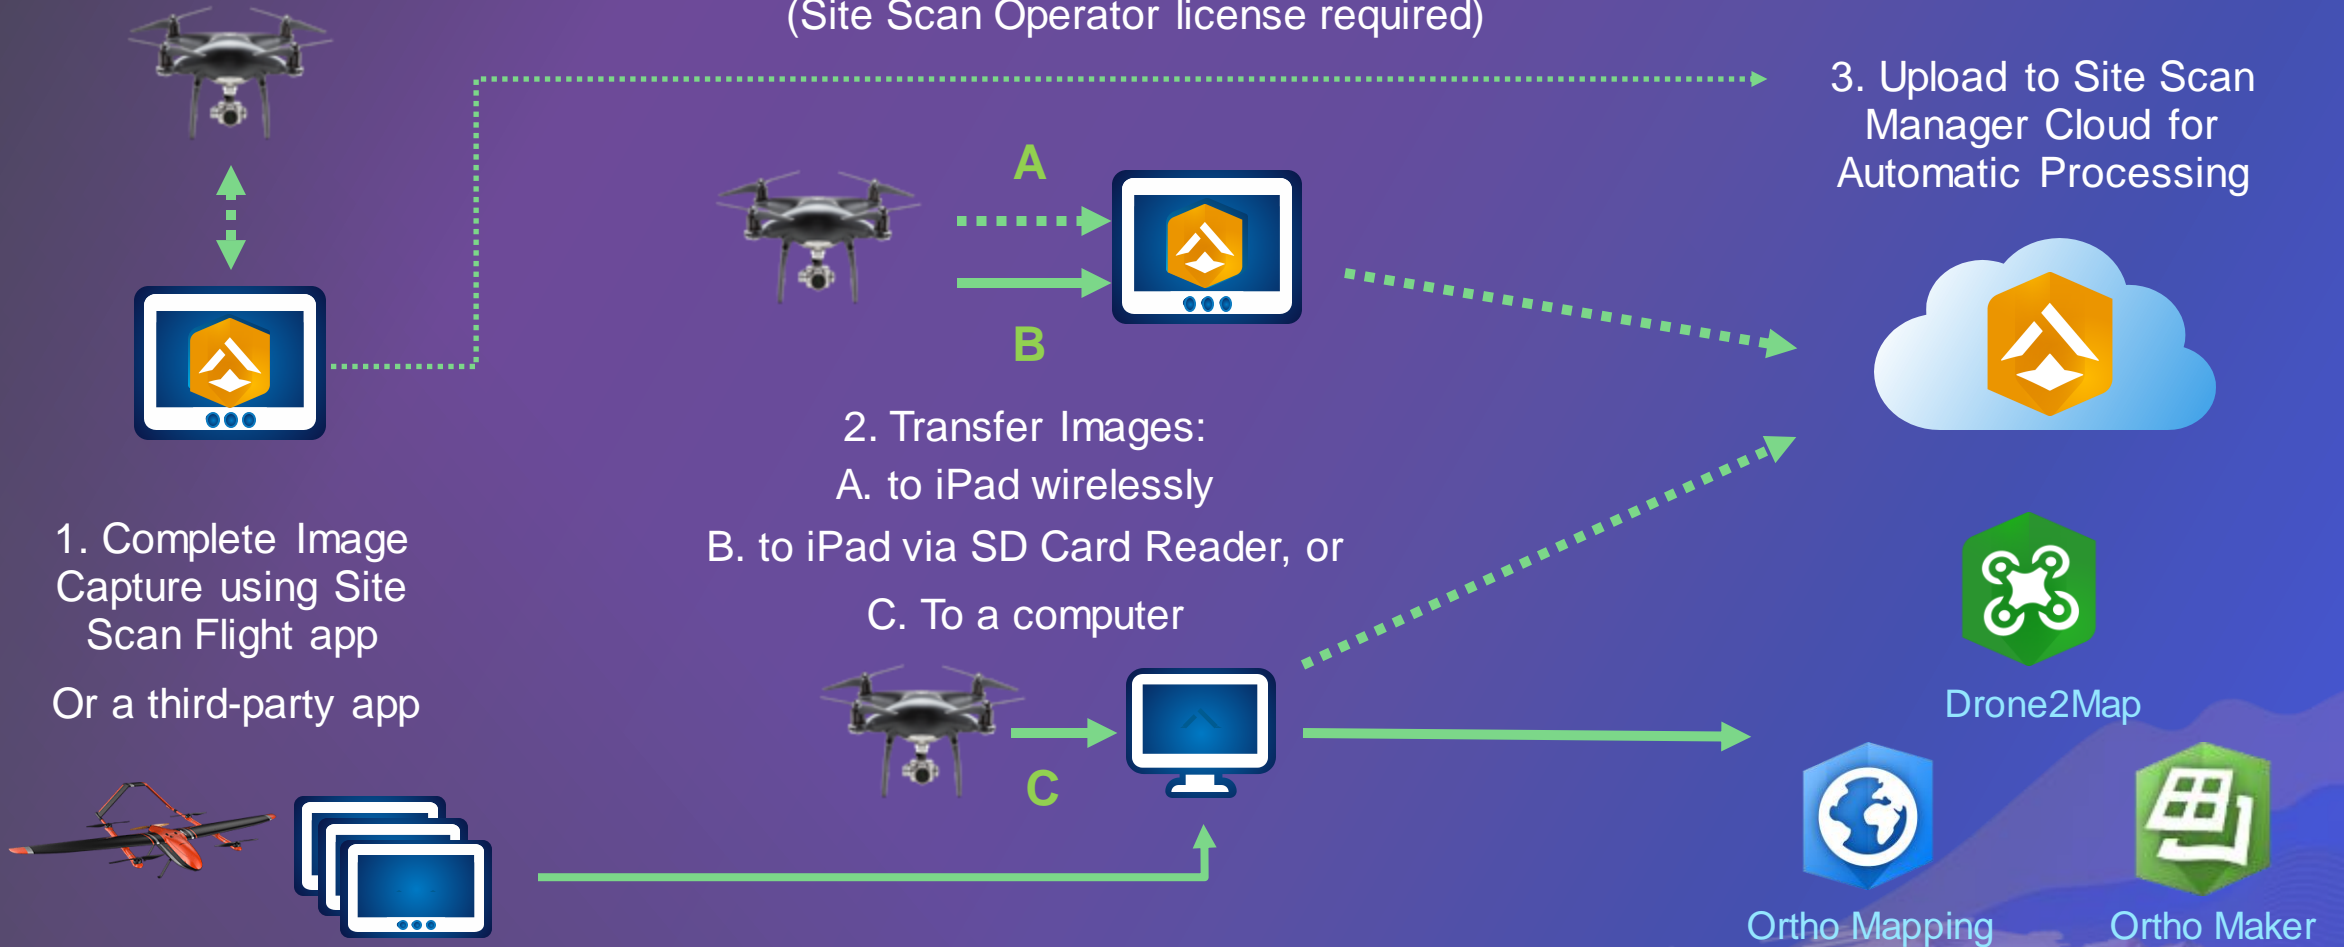 (Site Scan Operator license required)
3. Upload to Site Scan
Manager Cloud for
Automatic Processing
A
B
2. Transfer Images:
A. to iPad wirelessly
B. to iPad via SD Card Reader, or
C. To a computer
1. Complete Image
Capture using Site
Scan Flight app
Or a third-party app
C
Drone2Map
Ortho Mapping
Ortho Maker